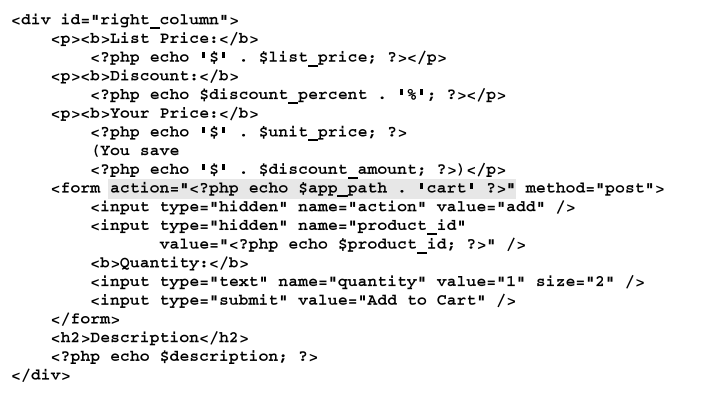 <div id="right_column">
    <p><b>List Price:</b>
        <?php echo '$' . $list_price; ?></p>
    <p><b>Discount:</b>
        <?php echo $discount_percent . '%'; ?></p>
    <p><b>Your Price:</b>
        <?php echo '$' . $unit_price; ?>
        (You save
        <?php echo '$' . $discount_amount; ?>)</p>
    <form action="<?php echo $app_path . 'cart' ?>" method="post">
        <input type="hidden" name="action" value="add" />
        <input type="hidden" name="product_id"
               value="<?php echo $product_id; ?>" />
        <b>Quantity:</b>
        <input type="text" name="quantity" value="1" size="2" />
        <input type="submit" value="Add to Cart" />
    </form>
    <h2>Description</h2>
    <?php echo $description; ?>
</div>